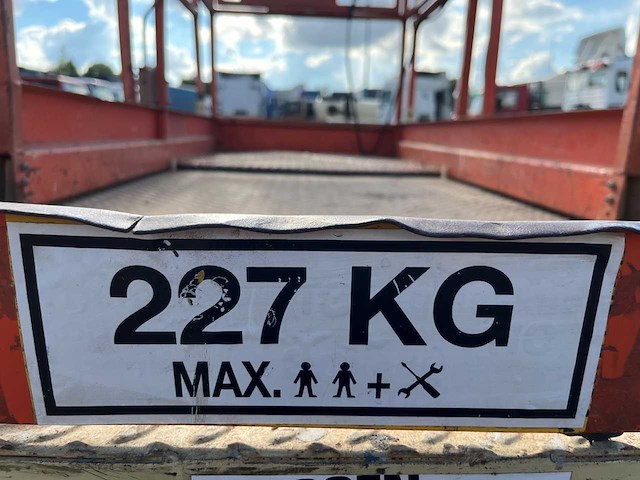 227 KG
MAX. +